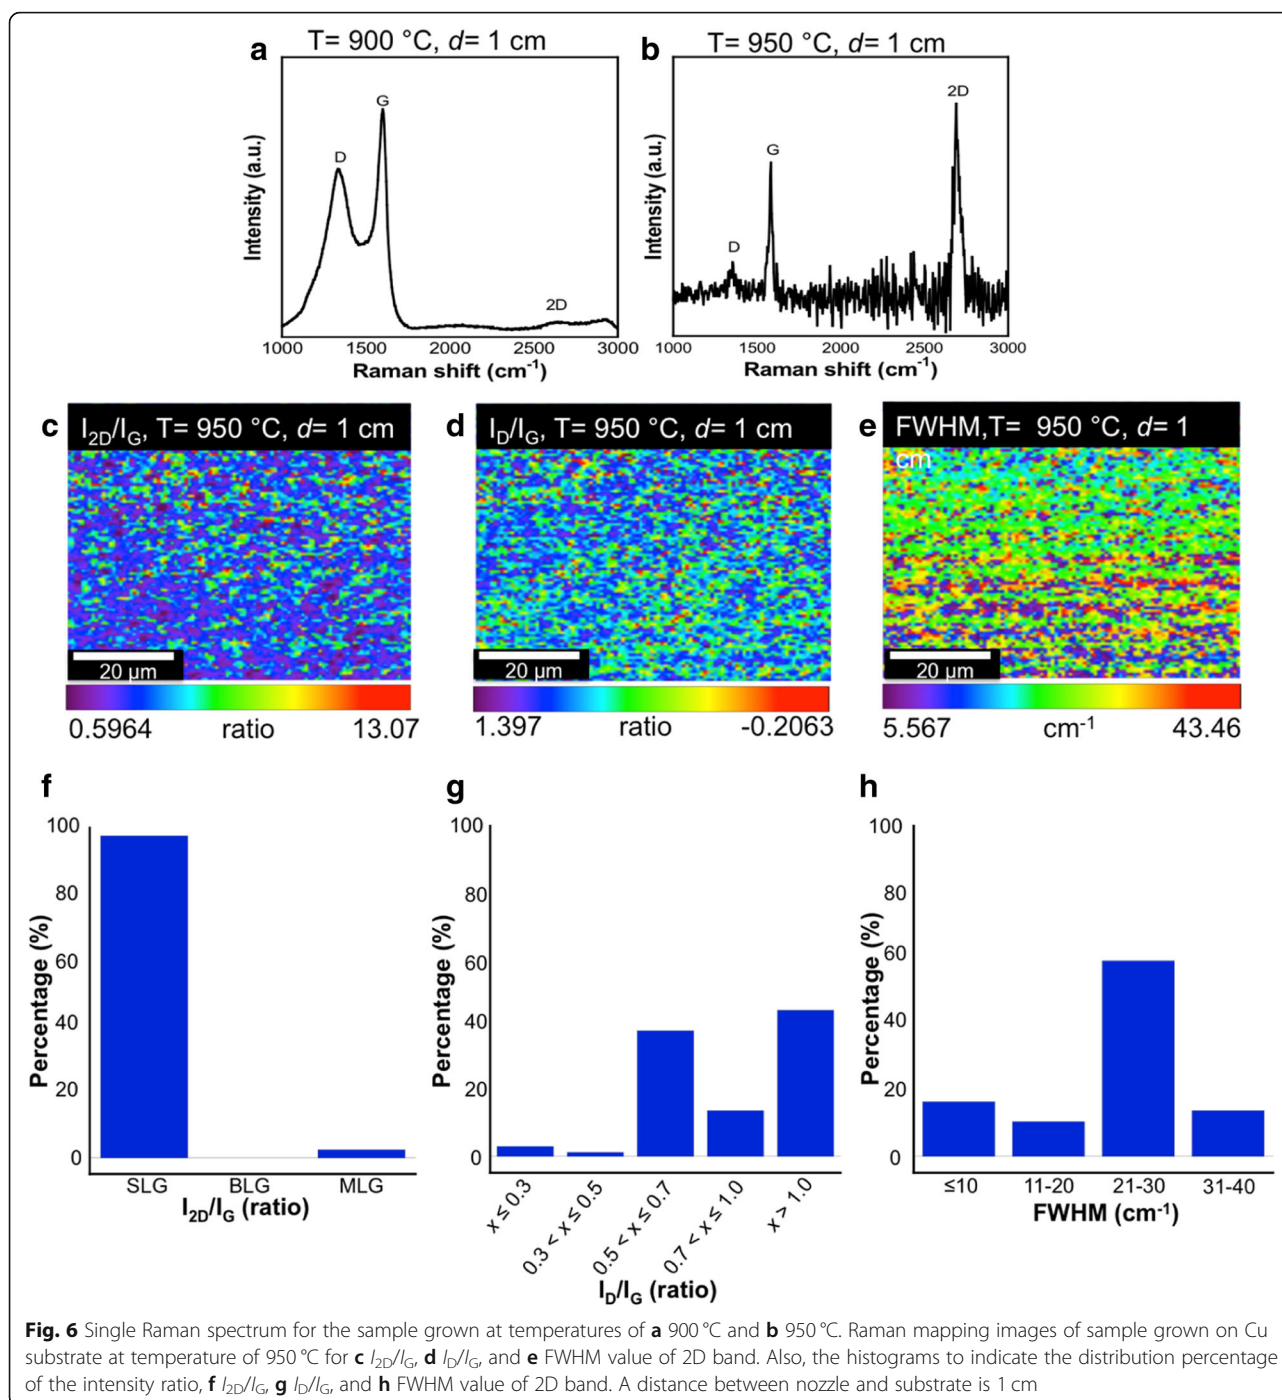 a T= 900 °C, d= 1 cm
Intensity (a.u.)
D
G
2D
1000 1500 2000 2500 3000
Raman shift (cm⁻¹)
b T= 950 °C, d= 1 cm
Intensity (a.u.)
D
G
2D
1000 1500 2000 2500 3000
Raman shift (cm⁻¹)
c I2D/IG, T= 950 °C, d= 1 cm
20 µm
0.5964 ratio 13.07
d ID/IG, T= 950 °C, d= 1 cm
20 µm
1.397 ratio -0.2063
e FWHM,T= 950 °C, d= 1
cm
20 µm
5.567 cm⁻¹ 43.46
f
Percentage (%)
100
80
60
40
20
0
SLG BLG MLG
I2D/IG (ratio)
g
Percentage (%)
100
80
60
40
20
0
x ≤ 0.3
0.3 < x ≤ 0.5
0.5 < x ≤ 0.7
0.7 < x ≤ 1.0
x > 1.0
ID/IG (ratio)
h
Percentage (%)
100
80
60
40
20
0
≤10 11-20 21-30 31-40
FWHM (cm⁻¹)
Fig. 6 Single Raman spectrum for the sample grown at temperatures of a 900 °C and b 950 °C. Raman mapping images of sample grown on Cu
substrate at temperature of 950 °C for c I2D/IG, d ID/IG, and e FWHM value of 2D band. Also, the histograms to indicate the distribution percentage
of the intensity ratio, f I2D/IG, g ID/IG, and h FWHM value of 2D band. A distance between nozzle and substrate is 1 cm